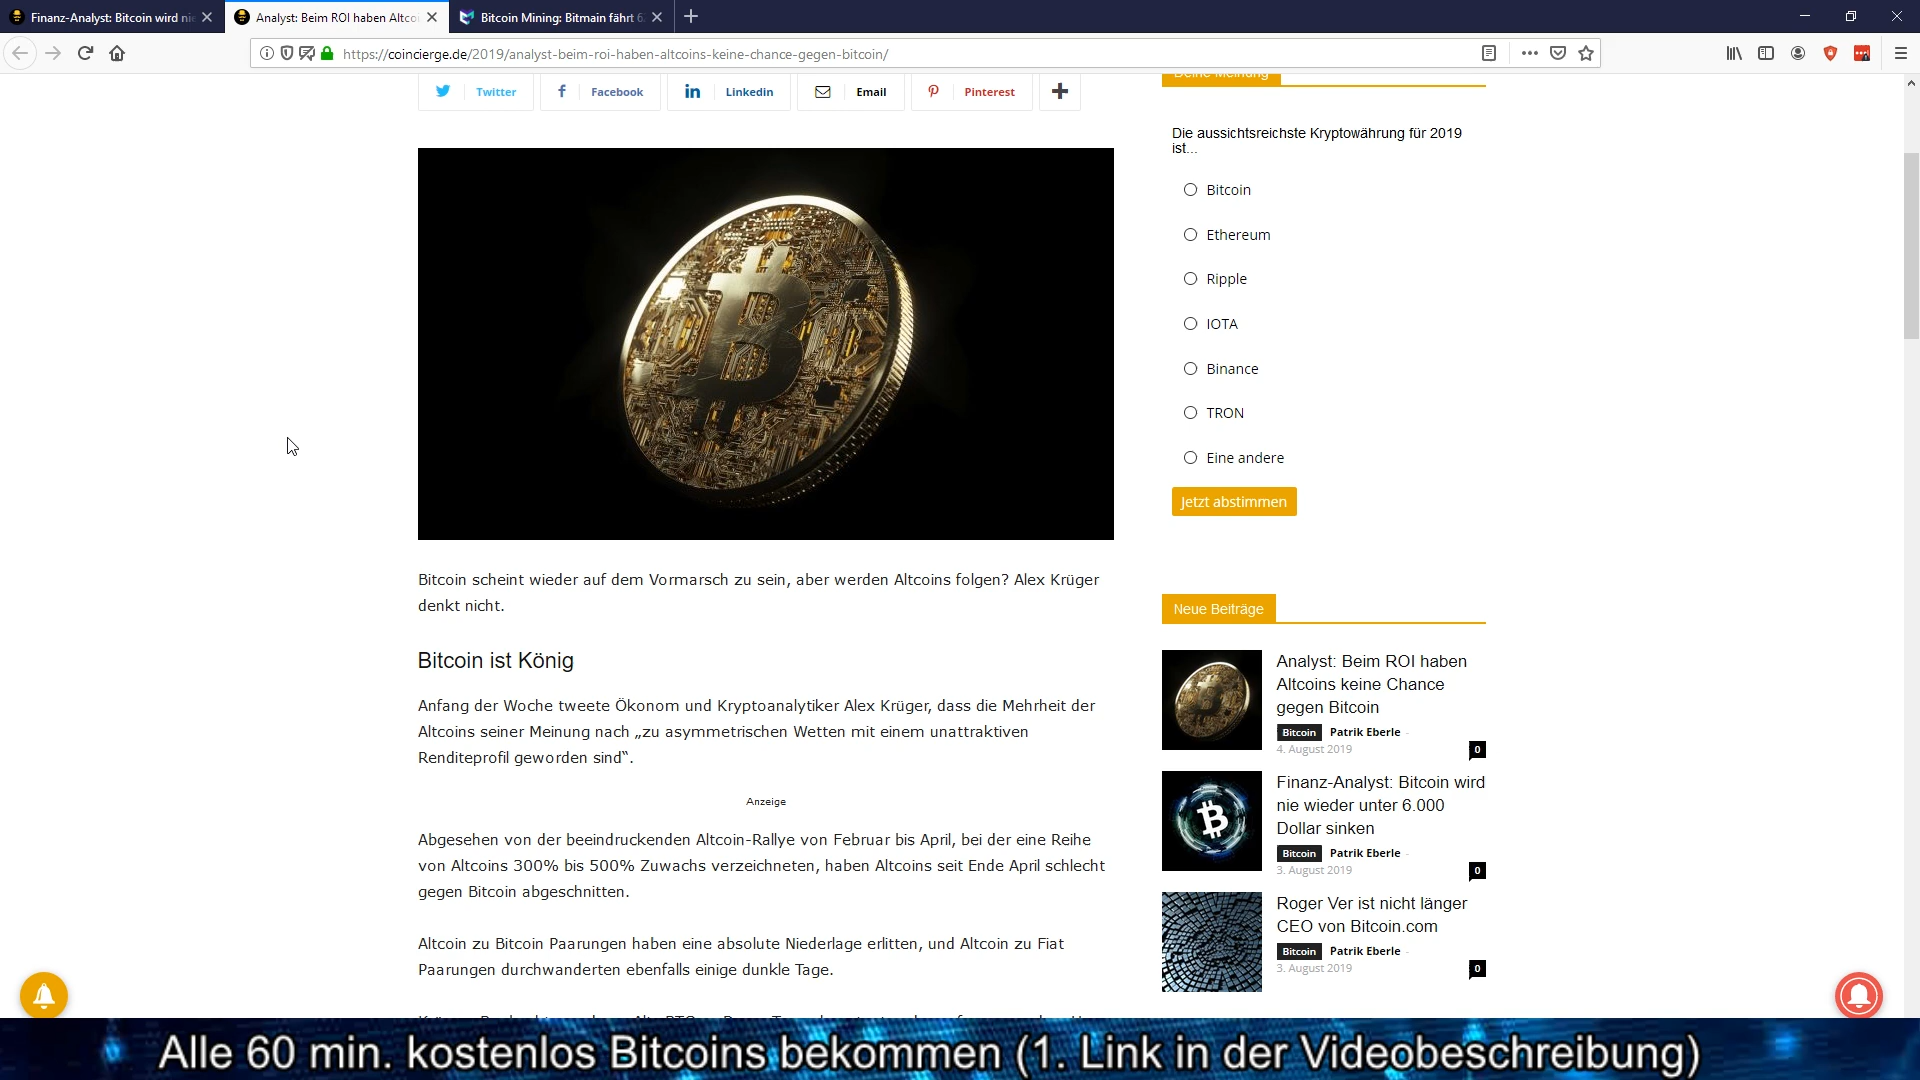 Finanz-Analyst: Bitcoin wird nie
Analyst: Beim ROI haben Altco
Bitcoin Mining: Bitmain fährt 6
https://coincierge.de/2019/analyst-beim-roi-haben-altcoins-keine-chance-gegen-bitcoin/
Twitter
Facebook
Linkedin
Email
Pinterest
Deine Meinung
Die aussichtsreichste Kryptowährung für 2019
ist...
Bitcoin
Ethereum
Ripple
IOTA
Binance
TRON
Eine andere
Jetzt abstimmen
Bitcoin scheint wieder auf dem Vormarsch zu sein, aber werden Altcoins folgen? Alex Krüger
denkt nicht.
Bitcoin ist König
Anfang der Woche tweete Ökonom und Kryptoanalytiker Alex Krüger, dass die Mehrheit der
Altcoins seiner Meinung nach „zu asymmetrischen Wetten mit einem unattraktiven
Renditeprofil geworden sind“.
Anzeige
Abgesehen von der beeindruckenden Altcoin-Rallye von Februar bis April, bei der eine Reihe
von Altcoins 300% bis 500% Zuwachs verzeichneten, haben Altcoins seit Ende April schlecht
gegen Bitcoin abgeschnitten.
Altcoin zu Bitcoin Paarungen haben eine absolute Niederlage erlitten, und Altcoin zu Fiat
Paarungen durchwanderten ebenfalls einige dunkle Tage.
Neue Beiträge
Analyst: Beim ROI haben
Altcoins keine Chance
gegen Bitcoin
Bitcoin Patrik Eberle -
4. August 2019
0
Finanz-Analyst: Bitcoin wird
nie wieder unter 6.000
Dollar sinken
Bitcoin Patrik Eberle -
3. August 2019
0
Roger Ver ist nicht länger
CEO von Bitcoin.com
Bitcoin Patrik Eberle -
3. August 2019
0
Alle 60 min. kostenlos Bitcoins bekommen (1. Link in der Videobeschreibung)